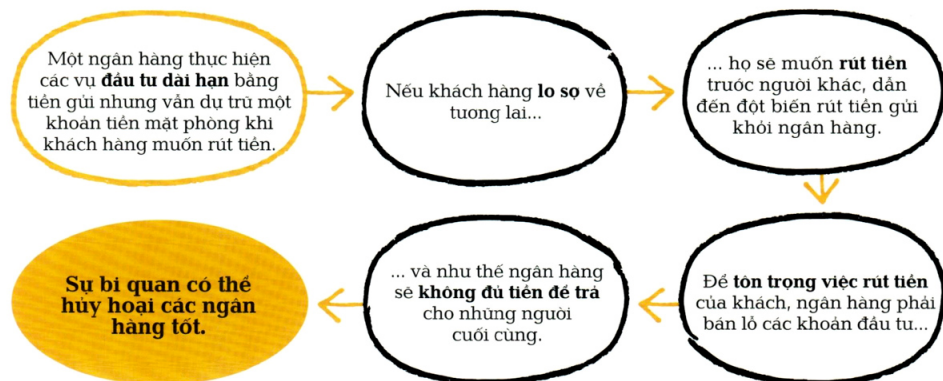 Một ngân hàng thực hiện
các vụ đầu tư dài hạn bằng
tiền gửi nhưng vẫn dự trữ một
khoản tiền mặt phòng khi
khách hàng muốn rút tiền.
Nếu khách hàng lo sợ về
tương lai...
... họ sẽ muốn rút tiền
trước người khác, dẫn
đến đột biến rút tiền gửi
khỏi ngân hàng.
Để tôn trọng việc rút tiền
của khách, ngân hàng phải
bán lỗ các khoản đầu tư...
... và như thế ngân hàng
sẽ không đủ tiền để trả
cho những người
cuối cùng.
Sự bi quan có thể
hủy hoại các ngân
hàng tốt.